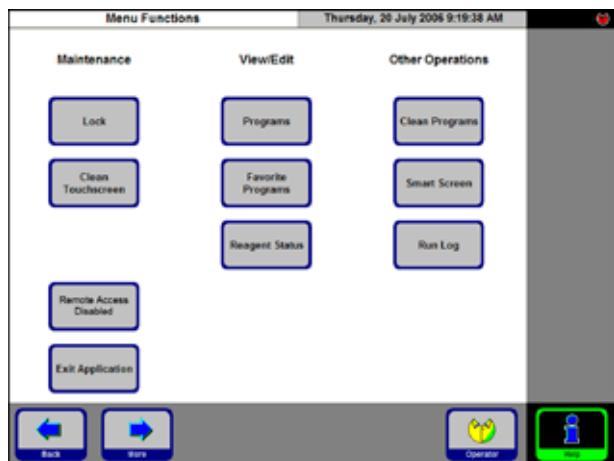 Menu Functions
Thursday, 20 July 2006 9:19:38 AM
Maintenance
View/Edit
Other Operations
Lock
Programs
Clean Programs
Clean
Touchscreen
Favorite
Programs
Smart Screen
Reagent Status
Run Log
Remote Access
Disabled
Exit Application
Back
More
Operator
Help